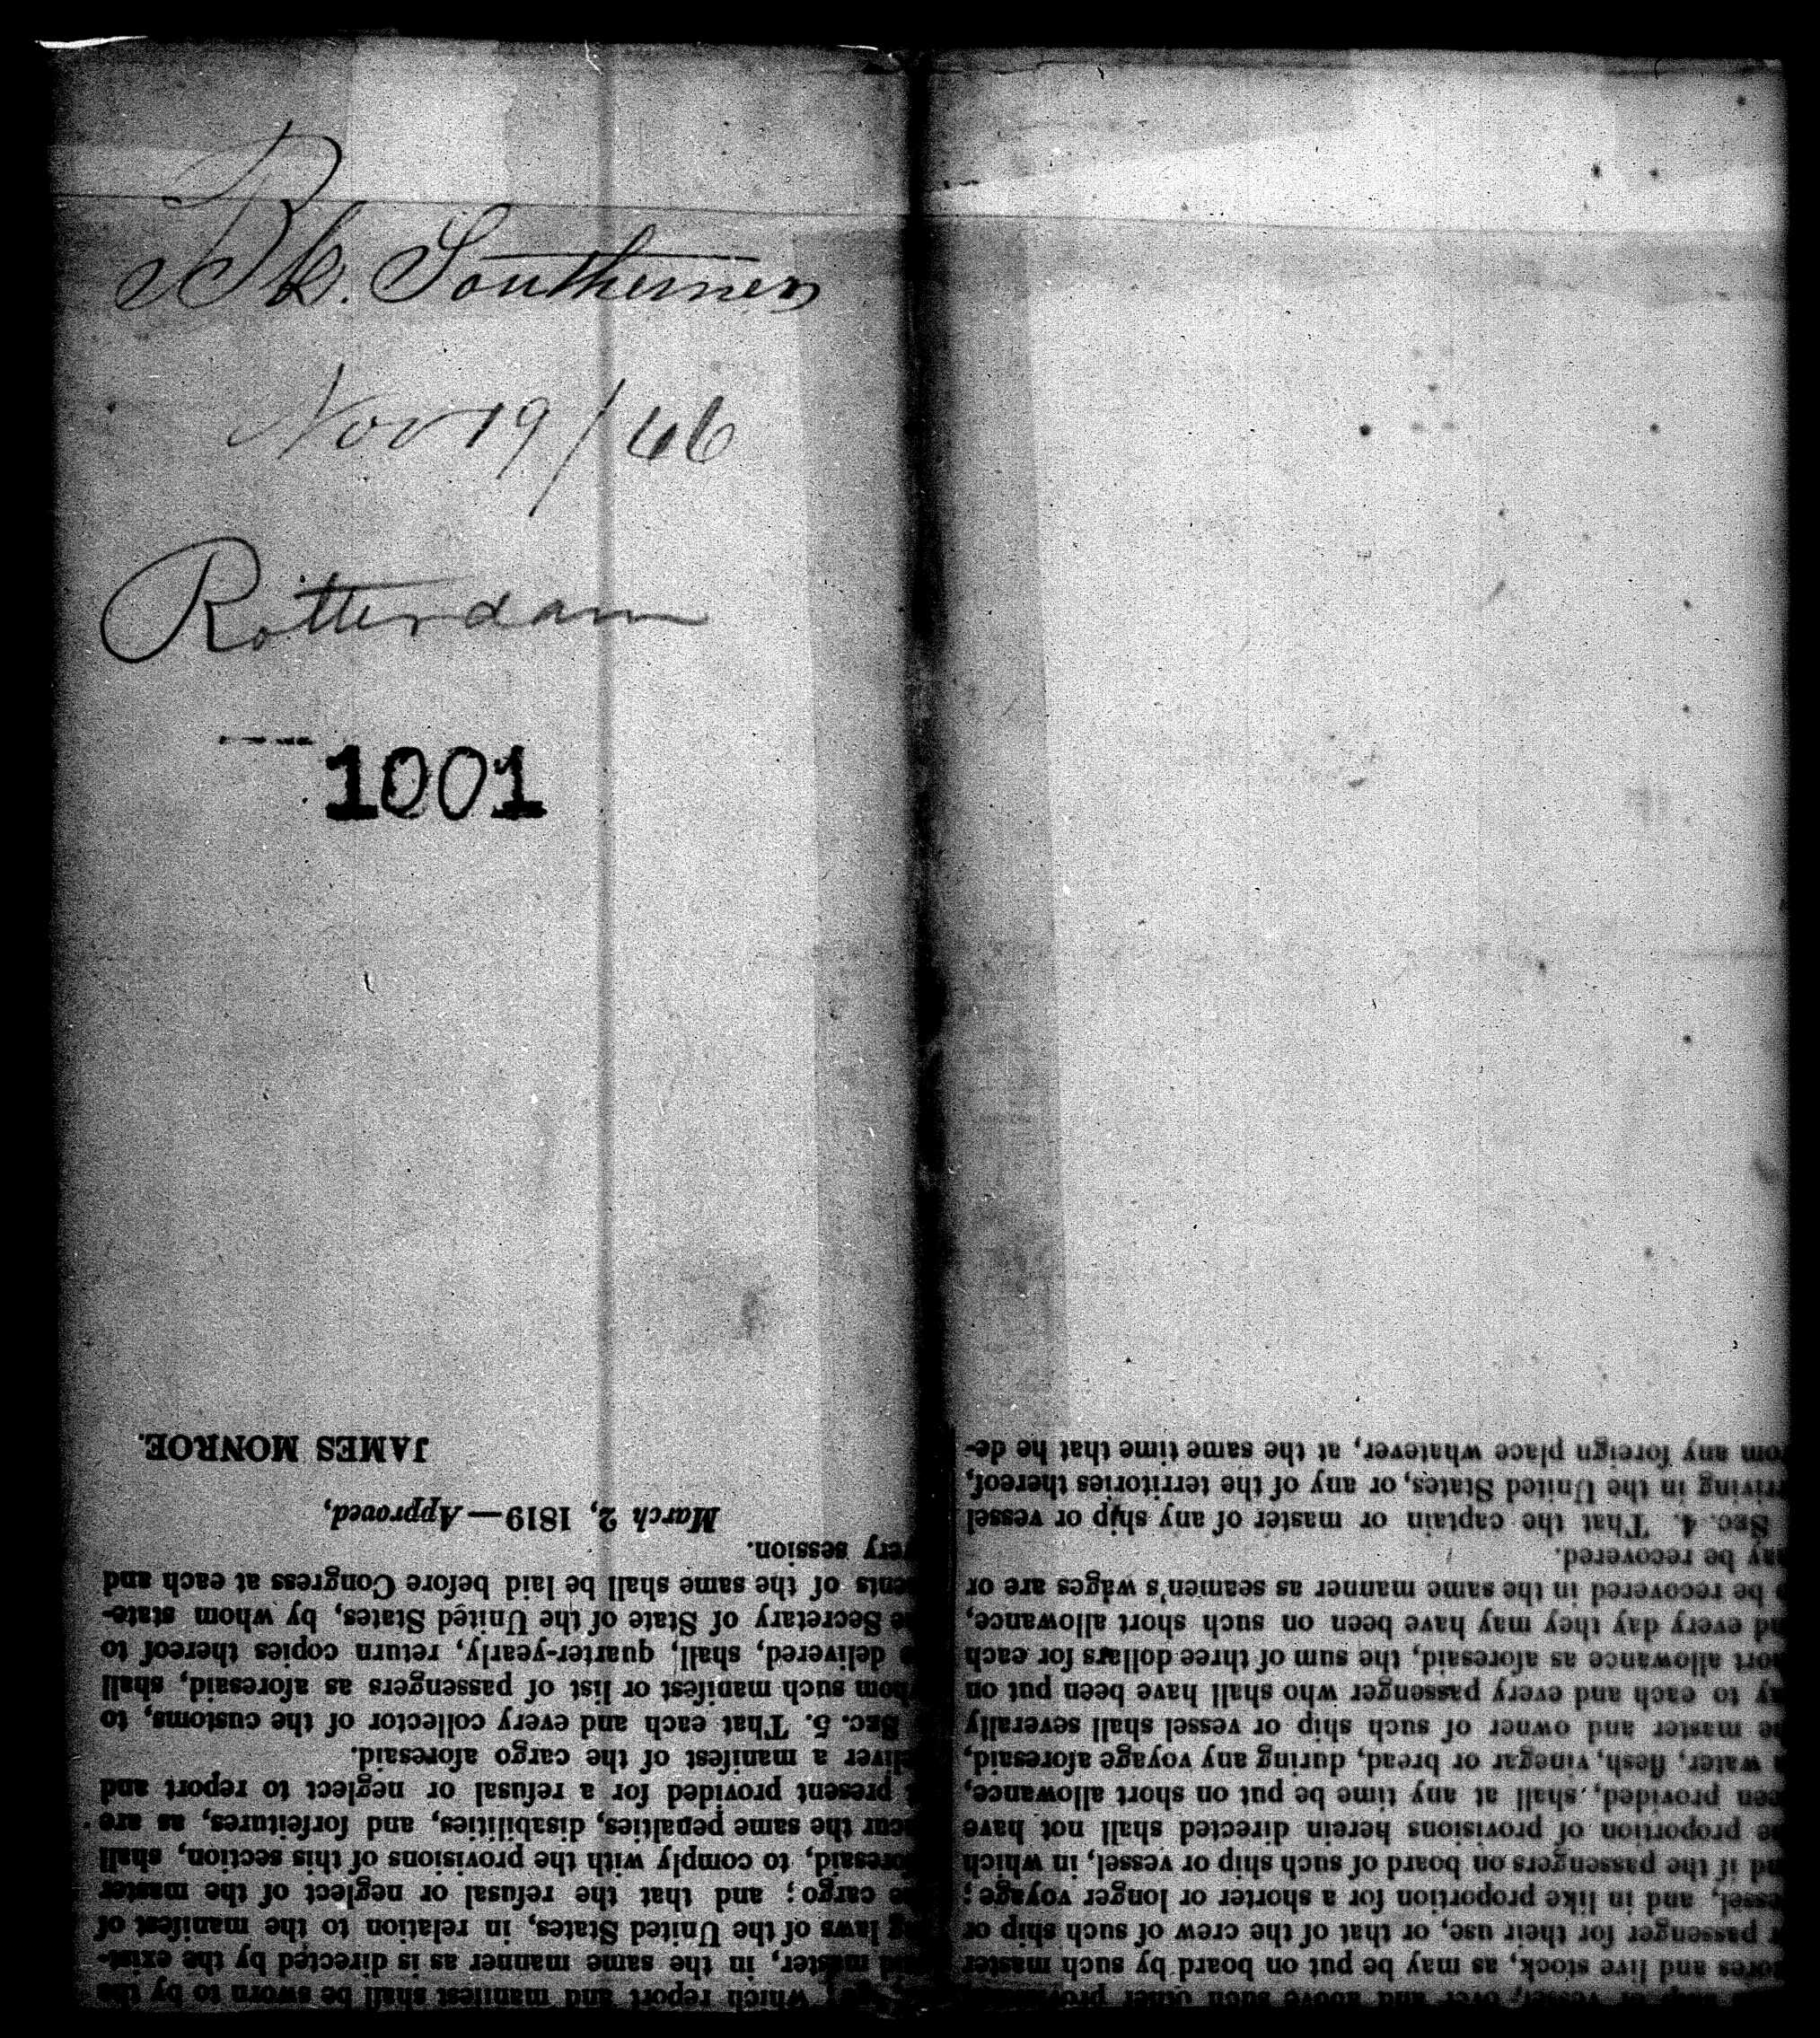 Bk. Southerner
Nov 19/46
Rotterdam
1001
which report and manifest shall be sworn to by the
master, in the same manner as is directed by the exist-
laws of the United States, in relation to the manifest of
cargo; and that the refusal or neglect of the master
foresaid, to comply with the provisions of this section, shall
cur the same penalties, disabilities, and forfeitures, as are
present provided for a refusal or neglect to report and
liver a manifest of the cargo aforesaid.
Sec. 5. That each and every collector of the customs, to
hom such manifest or list of passengers as aforesaid, shall
e delivered, shall, quarter-yearly, return copies thereof to
e Secretary of State of the United States, by whom state-
ents of the same shall be laid before Congress at each and
very session.
March 2, 1819—Approved,
JAMES MONROE.
or vessel, over and above such other
ores and live stock, as may be put on board by such master
r passenger for their use, or that of the crew of such ship or
essel, and in like proportion for a shorter or longer voyage;
nd if the passengers on board of such ship or vessel, in which
e proportion of provisions herein directed shall not have
een provided, shall at any time be put on short allowance,
water, flesh, vinegar or bread, during any voyage aforesaid,
e master and owner of such ship or vessel shall severally
ay to each and every passenger who shall have been put on
ort allowance as aforesaid, the sum of three dollars for each
nd every day they may have been on such short allowance,
be recovered in the same manner as seamen's wages are or
ay be recovered.
Sec. 4. That the captain or master of any ship or vessel
rriving in the United States, or any of the territories thereof,
om any foreign place whatever, at the same time that he de-